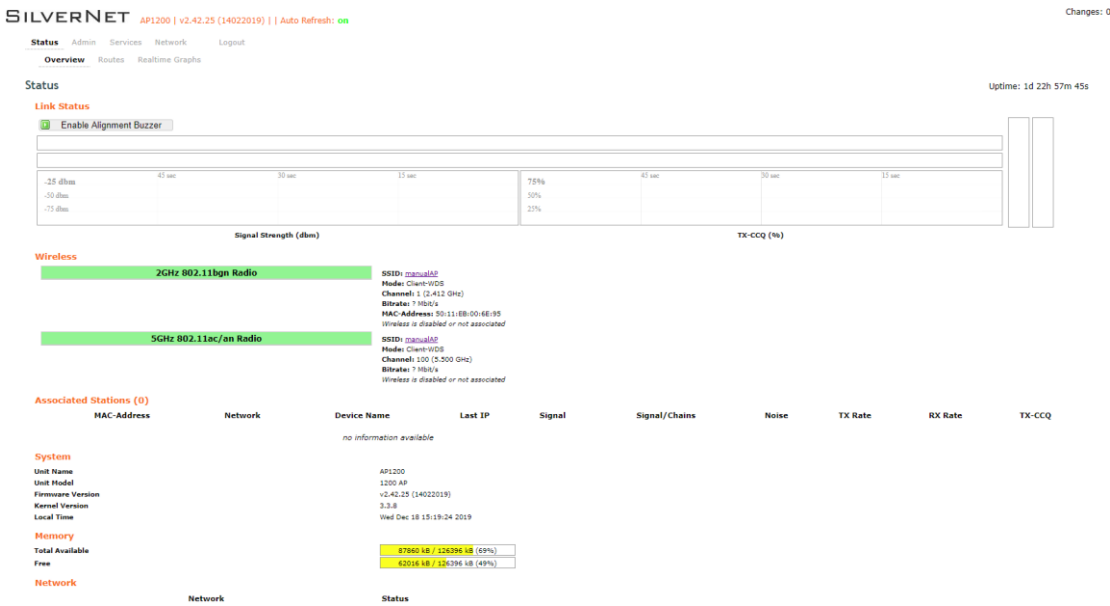 Changes: 0
SILVERNET AP1200 | v2.42.25 (14022019) | | Auto Refresh: on
Status Admin Services Network Logout
Overview Routes Realtime Graphs
Status Uptime: 1d 22h 57m 45s
Link Status
Enable Alignment Buzzer
-25 dbm 45 sec 30 sec 15 sec 75% 45 sec 30 sec 15 sec
-50 dbm 50%
-75 dbm 25%
Signal Strength (dbm) TX-CCQ (%)
Wireless
2GHz 802.11bgn Radio SSID: manualAP
Mode: Client-WDS
Channel: 1 (2.412 GHz)
Bitrate: ? Mbit/s
MAC-Address: 50:11:EB:00:6E:95
Wireless is disabled or not associated
5GHz 802.11ac/an Radio SSID: manualAP
Mode: Client-WDS
Channel: 100 (5.500 GHz)
Bitrate: ? Mbit/s
Wireless is disabled or not associated
Associated Stations (0)
MAC-Address Network Device Name Last IP Signal Signal/Chains Noise TX Rate RX Rate TX-CCQ
no information available
System
Unit Name AP1200
Unit Model 1200 AP
Firmware Version v2.42.25 (14022019)
Kernel Version 3.3.8
Local Time Wed Dec 18 15:19:24 2019
Memory
Total Available 87860 kB / 126396 kB (69%)
Free 62016 kB / 126396 kB (49%)
Network
Network Status